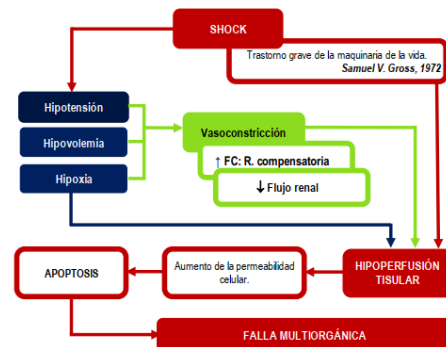 SHOCK
Trastorno grave de la maquinaria de la vida.
Samuel V. Gross, 1972
Hipotensión
Hipovolemia
Hipoxia
Vasoconstricción
↑ FC: R. compensatoria
↓ Flujo renal
APOPTOSIS
Aumento de la permeabilidad
celular.
HIPOPERFUSIÓN
TISULAR
FALLA MULTIORGÁNICA